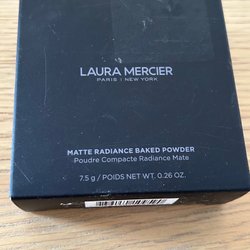 LAURA MERCIER
PARIS | NEW YORK
MATTE RADIANCE BAKED POWDER
Poudre Compacte Radiance Mate
7.5 g / POIDS NET WT. 0.26 OZ.